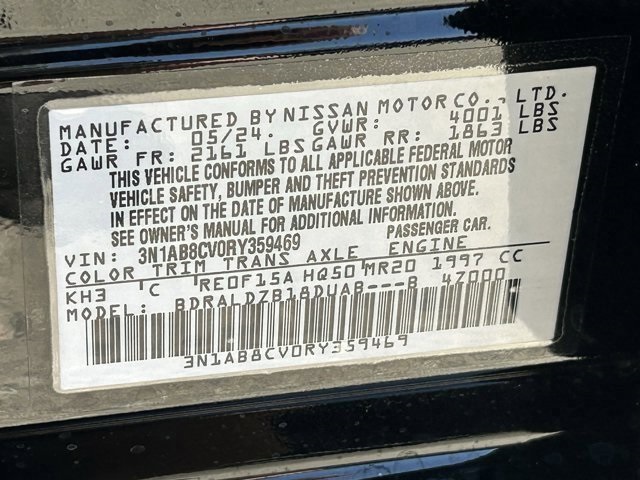 MANUFACTURED BY NISSAN MOTOR CO., LTD.
DATE: 05/24. GVWR: 4001 LBS
GAWR FR: 2161 LBS GAWR RR: 1863 LBS
THIS VEHICLE CONFORMS TO ALL APPLICABLE FEDERAL MOTOR
VEHICLE SAFETY, BUMPER AND THEFT PREVENTION STANDARDS
IN EFFECT ON THE DATE OF MANUFACTURE SHOWN ABOVE.
SEE OWNER'S MANUAL FOR ADDITIONAL INFORMATION.
VIN: 3N1AB8CV0RY359469 PASSENGER CAR.
COLOR TRIM TRANS AXLE ENGINE
KH3 C RE0F15A HQ50 MR20 1997 CC
MODEL: BDRALDZB18DUAB---B 47000
3N1AB8CV0RY359469